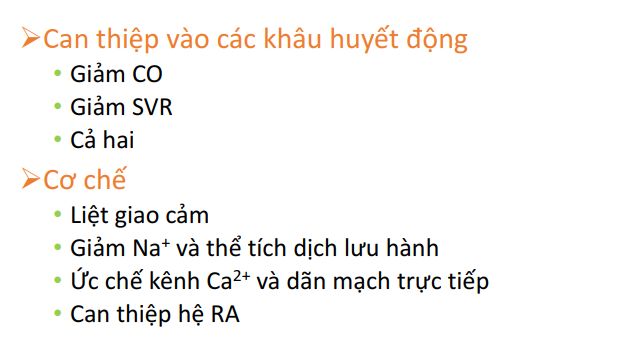 ➢Can thiệp vào các khâu huyết động
• Giảm CO
• Giảm SVR
• Cả hai
➢Cơ chế
• Liệt giao cảm
• Giảm Na⁺ và thể tích dịch lưu hành
• Ức chế kênh Ca²⁺ và dãn mạch trực tiếp
• Can thiệp hệ RA